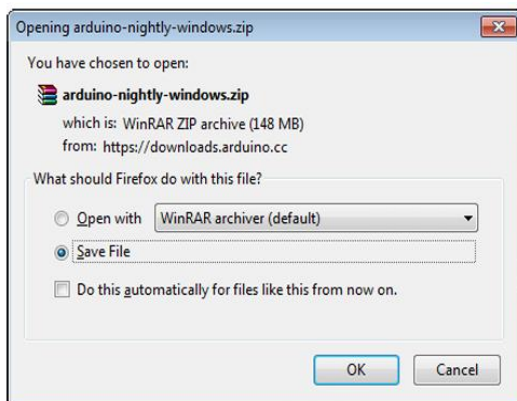 Opening arduino-nightly-windows.zip
You have chosen to open:
arduino-nightly-windows.zip
which is: WinRAR ZIP archive (148 MB)
from: https://downloads.arduino.cc
What should Firefox do with this file?
Open with WinRAR archiver (default)
Save File
Do this automatically for files like this from now on.
OK Cancel